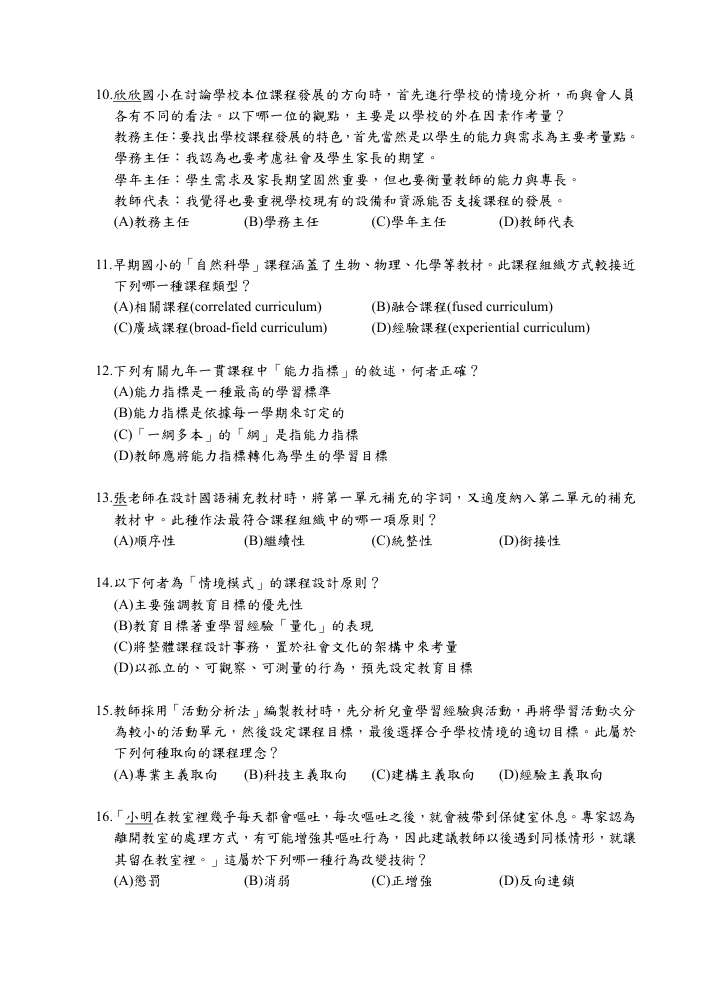 10.欣欣國小在討論學校本位課程發展的方向時，首先進行學校的情境分析，而與會人員
各有不同的看法。以下哪一位的觀點，主要是以學校的外在因素作考量？
教務主任：要找出學校課程發展的特色，首先當然是以學生的能力與需求為主要考量點。
學務主任：我認為也要考慮社會及學生家長的期望。
學年主任：學生需求及家長期望固然重要，但也要衡量教師的能力與專長。
教師代表：我覺得也要重視學校現有的設備和資源能否支援課程的發展。
(A)教務主任 (B)學務主任 (C)學年主任 (D)教師代表
11.早期國小的「自然科學」課程涵蓋了生物、物理、化學等教材。此課程組織方式較接近
下列哪一種課程類型？
(A)相關課程(correlated curriculum) (B)融合課程(fused curriculum)
(C)廣域課程(broad-field curriculum) (D)經驗課程(experiential curriculum)
12.下列有關九年一貫課程中「能力指標」的敘述，何者正確？
(A)能力指標是一種最高的學習標準
(B)能力指標是依據每一學期來訂定的
(C)「一綱多本」的「綱」是指能力指標
(D)教師應將能力指標轉化為學生的學習目標
13.張老師在設計國語補充教材時，將第一單元補充的字詞，又適度納入第二單元的補充
教材中。此種作法最符合課程組織中的哪一項原則？
(A)順序性 (B)繼續性 (C)統整性 (D)銜接性
14.以下何者為「情境模式」的課程設計原則？
(A)主要強調教育目標的優先性
(B)教育目標著重學習經驗「量化」的表現
(C)將整體課程設計事務，置於社會文化的架構中來考量
(D)以孤立的、可觀察、可測量的行為，預先設定教育目標
15.教師採用「活動分析法」編製教材時，先分析兒童學習經驗與活動，再將學習活動次分
為較小的活動單元，然後設定課程目標，最後選擇合乎學校情境的適切目標。此屬於
下列何種取向的課程理念？
(A)專業主義取向 (B)科技主義取向 (C)建構主義取向 (D)經驗主義取向
16.「小明在教室裡幾乎每天都會嘔吐，每次嘔吐之後，就會被帶到保健室休息。專家認為
離開教室的處理方式，有可能增強其嘔吐行為，因此建議教師以後遇到同樣情形，就讓
其留在教室裡。」這屬於下列哪一種行為改變技術？
(A)懲罰 (B)消弱 (C)正增強 (D)反向連鎖